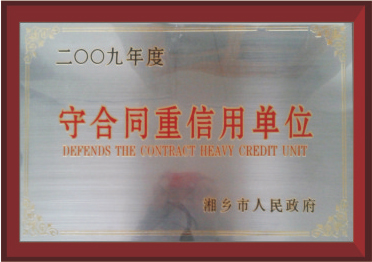 二〇〇九年度
守合同重信用单位
DEFENDS THE CONTRACT HEAVY CREDIT UNIT
湘乡市人民政府